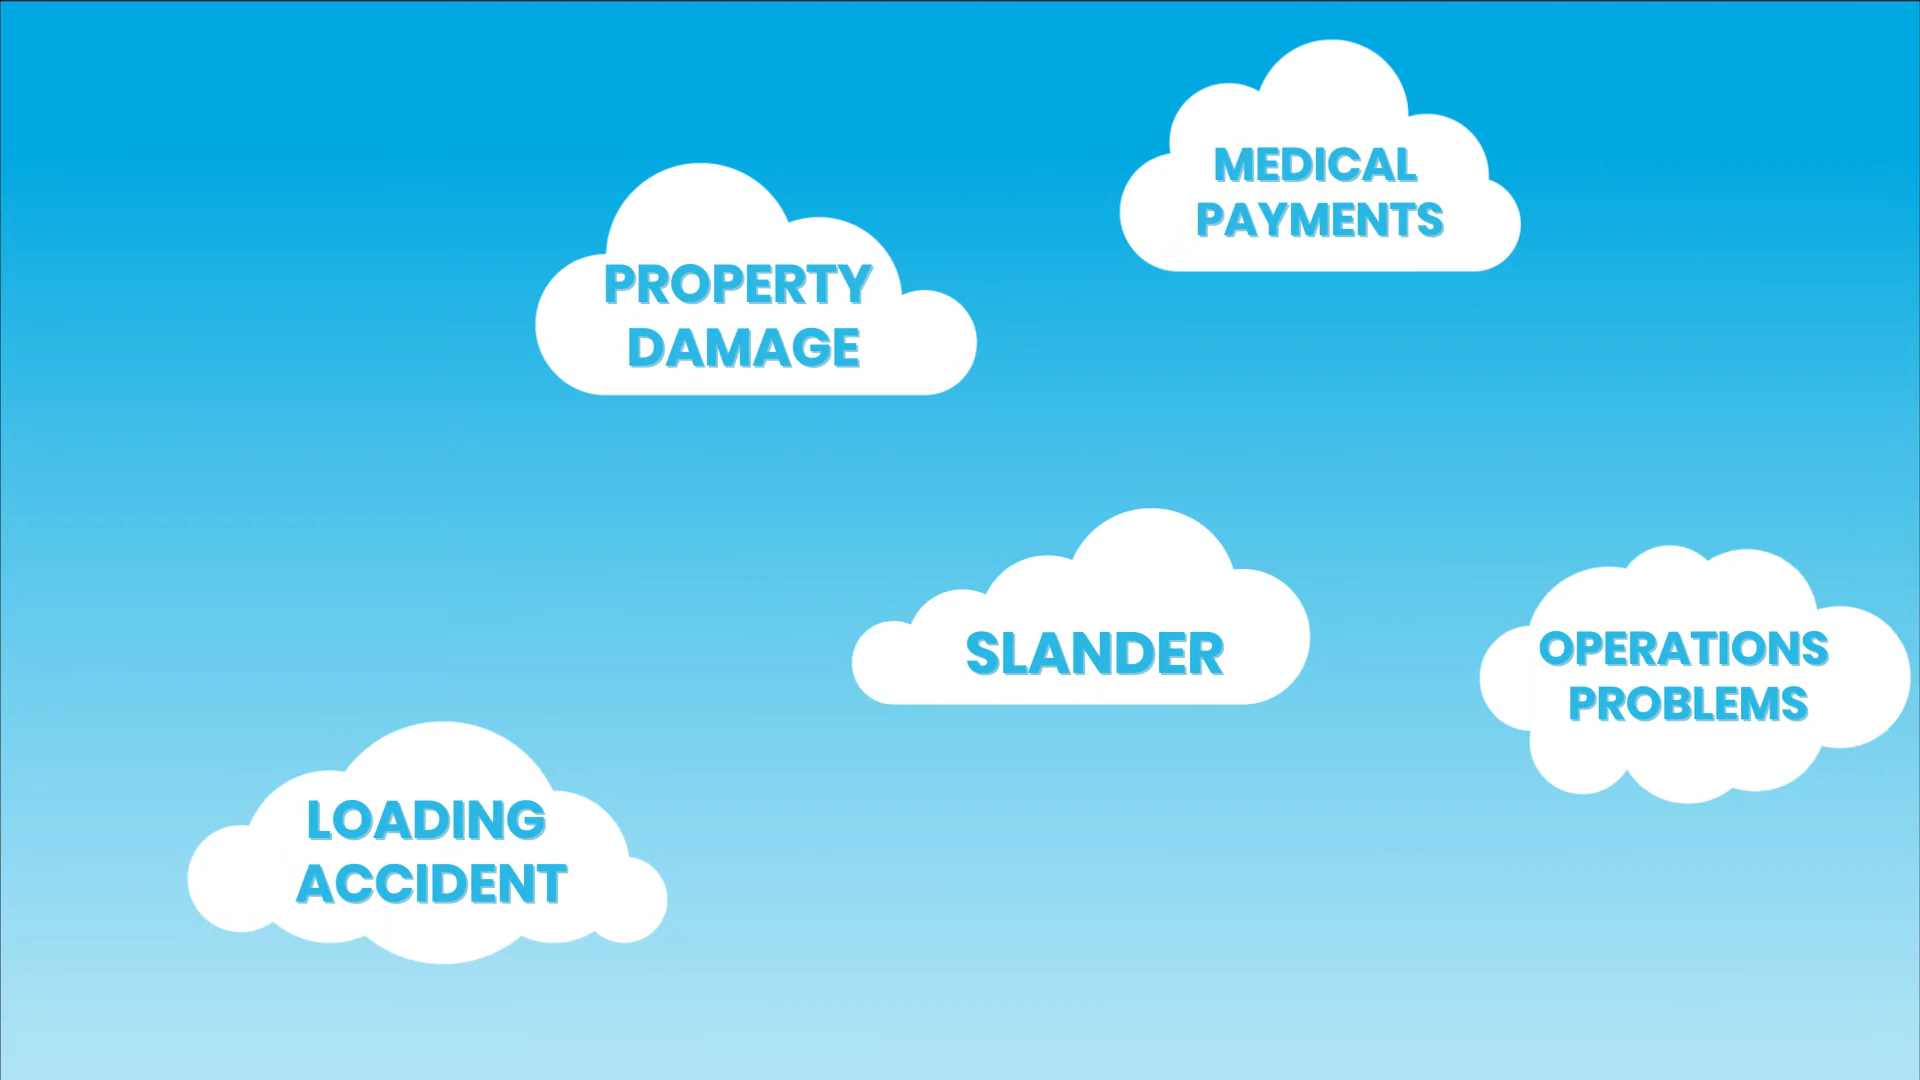 MEDICAL
PAYMENTS
PROPERTY
DAMAGE
SLANDER
OPERATIONS
PROBLEMS
LOADING
ACCIDENT